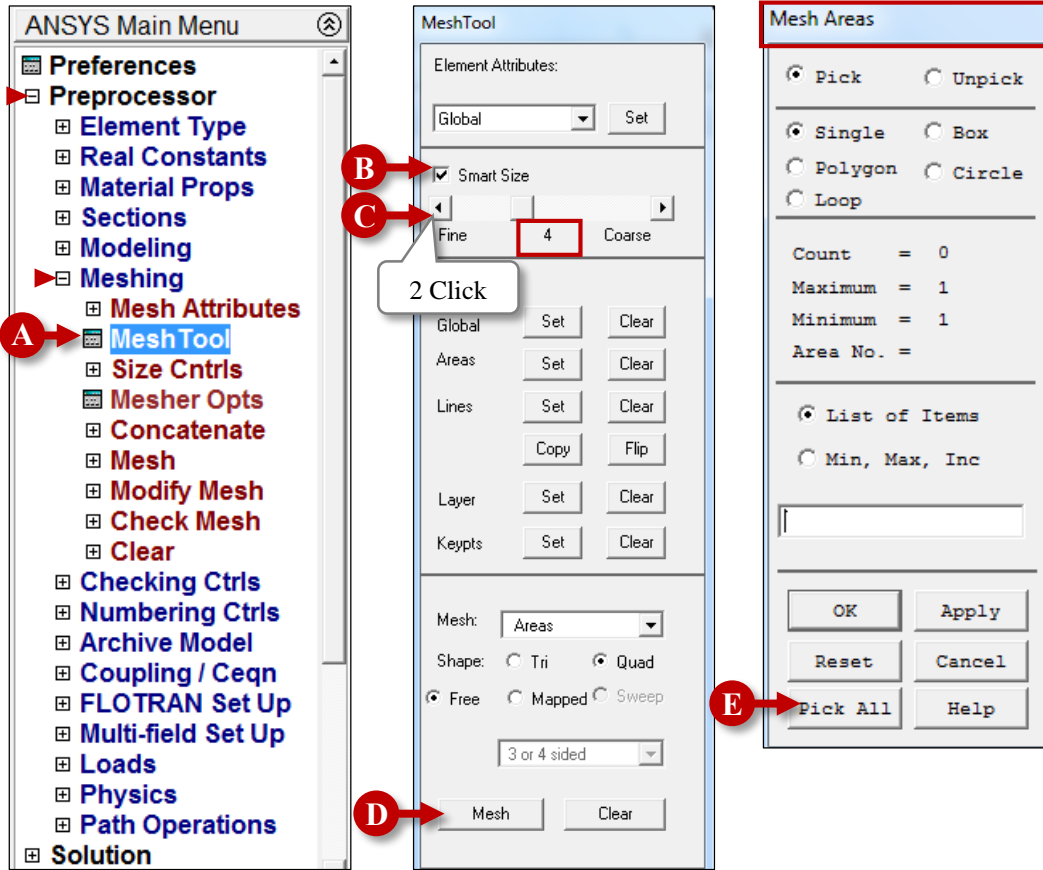 ANSYS Main Menu
Preferences
Preprocessor
Element Type
Real Constants
Material Props
Sections
Modeling
Meshing
Mesh Attributes
A
MeshTool
Size Cntrls
Mesher Opts
Concatenate
Mesh
Modify Mesh
Check Mesh
Clear
Checking Ctrls
Numbering Ctrls
Archive Model
Coupling / Ceqn
FLOTRAN Set Up
Multi-field Set Up
Loads
Physics
Path Operations
Solution
MeshTool
Element Attributes:
Global Set
B
Smart Size
C
Fine 4 Coarse
2 Click
Global Set Clear
Areas Set Clear
Lines Set Clear
Copy Flip
Layer Set Clear
Keypts Set Clear
Mesh: Areas
Shape: Tri Quad
Free Mapped Sweep
3 or 4 sided
D
Mesh Clear
Mesh Areas
Pick Unpick
Single Box
Polygon Circle
Loop
Count = 0
Maximum = 1
Minimum = 1
Area No. =
List of Items
Min, Max, Inc
OK Apply
Reset Cancel
E
Pick All Help